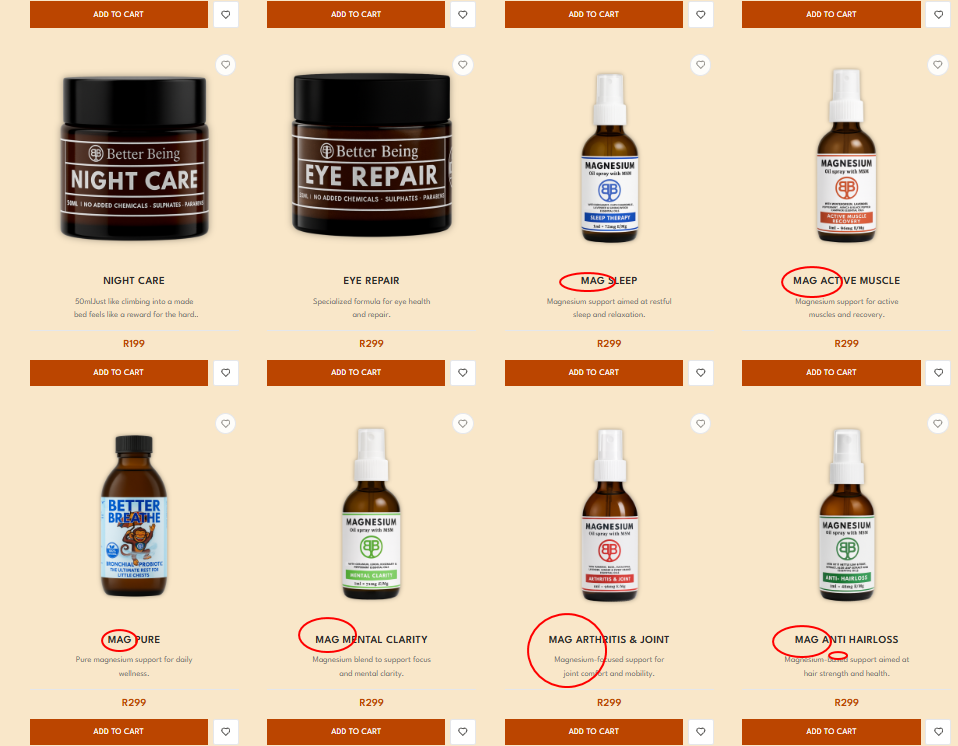 ADD TO CART
ADD TO CART
ADD TO CART
ADD TO CART
Better Being
NIGHT CARE
50ML | NO ADDED CHEMICALS · SULPHATES · PARABENS
Better Being
EYE REPAIR
50ML | NO ADDED CHEMICALS · SULPHATES · PARABENS
MAGNESIUM
Oil spray with MSM
SLEEP THERAPY
MAGNESIUM
Oil spray with MSM
ACTIVE MUSCLE
RECOVERY
NIGHT CARE
EYE REPAIR
MAG SLEEP
MAG ACTIVE MUSCLE
50mlJust like climbing into a made
bed feels like a reward for the hard..
Specialized formula for eye health
and repair.
Magnesium support aimed at restful
sleep and relaxation.
Magnesium support for active
muscles and recovery.
R199
R299
R299
R299
ADD TO CART
ADD TO CART
ADD TO CART
ADD TO CART
BETTER
BREATHE
BRONCHIAL PROBIOTIC
THE ULTIMATE REST FOR
LITTLE CHESTS
MAGNESIUM
Oil spray with MSM
MENTAL CLARITY
MAGNESIUM
Oil spray with MSM
ARTHRITIS & JOINT
MAGNESIUM
Oil spray with MSM
ANTI- HAIRLOSS
MAG PURE
MAG MENTAL CLARITY
MAG ARTHRITIS & JOINT
MAG ANTI HAIRLOSS
Pure magnesium support for daily
wellness.
Magnesium blend to support focus
and mental clarity.
Magnesium-focused support for
joint comfort and mobility.
Magnesium-based support aimed at
hair strength and health.
R299
R299
R299
ADD TO CART
ADD TO CART
ADD TO CART
ADD TO CART